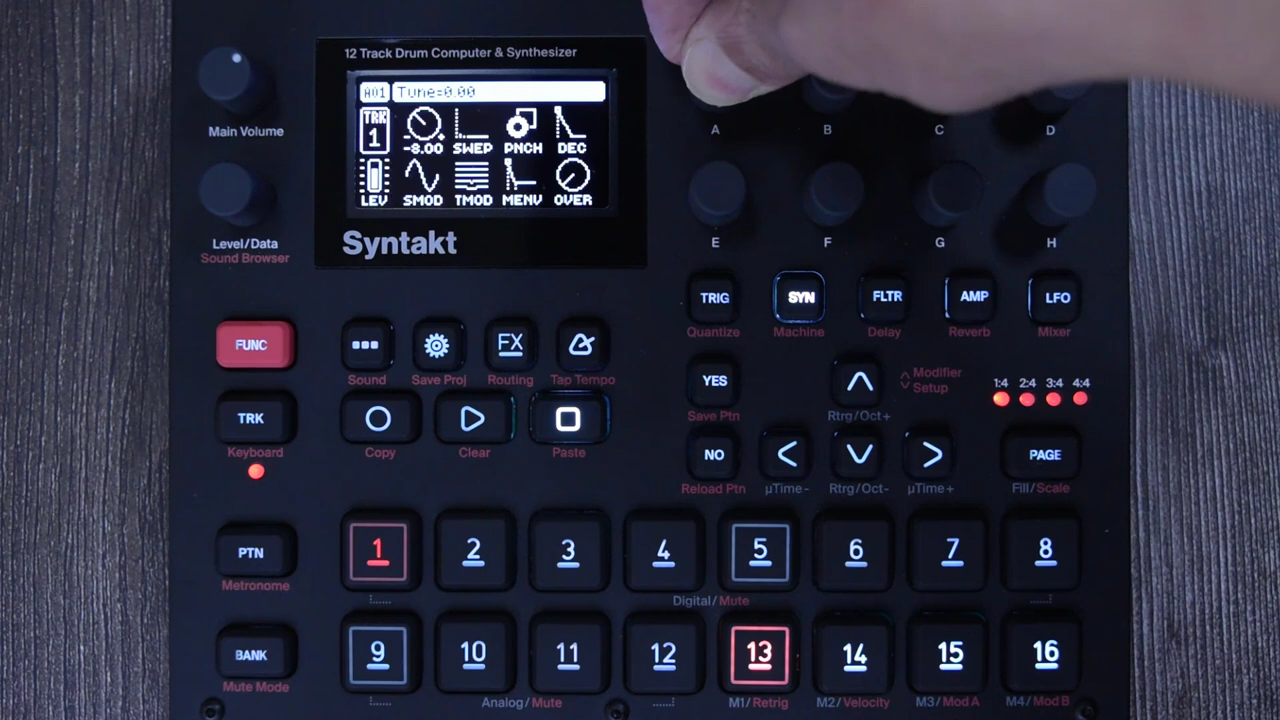 12 Track Drum Computer & Synthesizer
A01 Tune=0.00
TRK 1 -8.00 SWEP PNCH DEC
LEV SMOD TMOD MENV OVER
Syntakt
Main Volume
Level/Data
Sound Browser
A B C D
E F G H
TRIG SYN FLTR AMP LFO
Quantize Machine Delay Reverb Mixer
FUNC FX
Sound Save Proj Routing Tap Tempo
YES
Save Ptn Rtrg/Oct+
Modifier
Setup
1:4 2:4 3:4 4:4
TRK
Keyboard Copy Clear Paste
NO PAGE
Reload Ptn µTime- Rtrg/Oct- µTime+ Fill/Scale
PTN 1 2 3 4 5 6 7 8
Metronome
Digital/Mute
BANK 9 10 11 12 13 14 15 16
Mute Mode
Analog/Mute M1/Retrig M2/Velocity M3/Mod A M4/Mod B